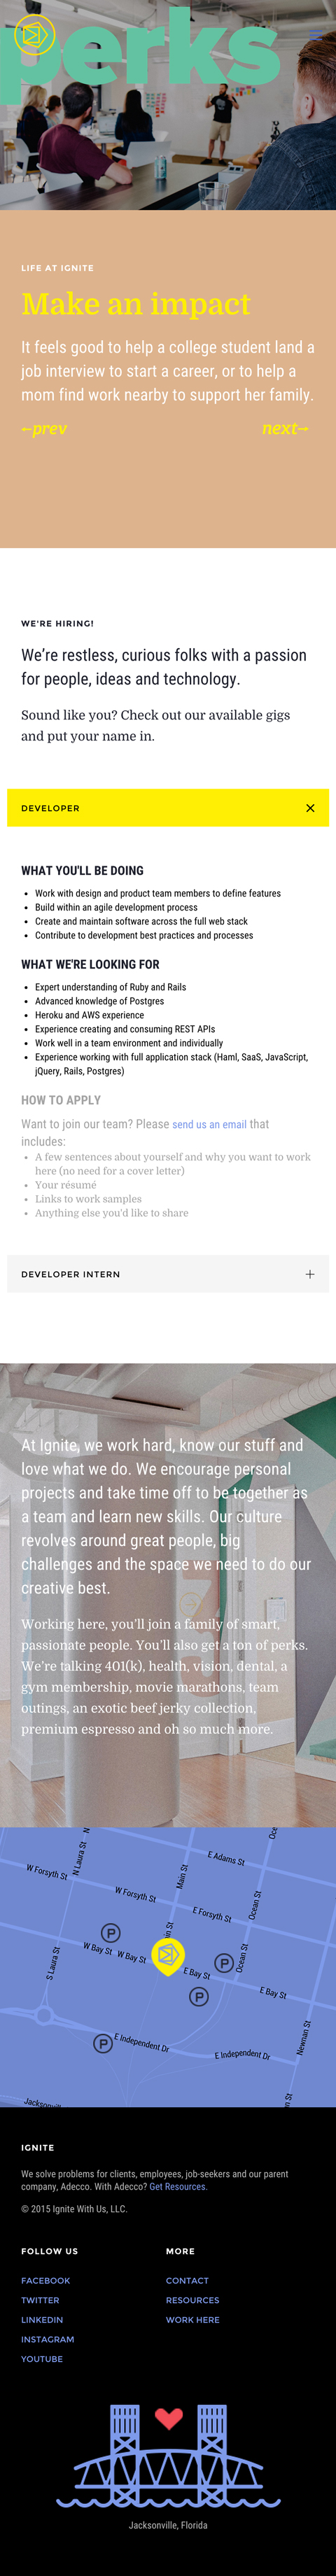 perks
LIFE AT IGNITE
Make an impact
It feels good to help a college student land a
job interview to start a career, or to help a
mom find work nearby to support her family.
←prev next→
WE'RE HIRING!
We're restless, curious folks with a passion
for people, ideas and technology.
Sound like you? Check out our available gigs
and put your name in.
DEVELOPER
WHAT YOU'LL BE DOING
• Work with design and product team members to define features
• Build within an agile development process
• Create and maintain software across the full web stack
• Contribute to development best practices and processes
WHAT WE'RE LOOKING FOR
• Expert understanding of Ruby and Rails
• Advanced knowledge of Postgres
• Heroku and AWS experience
• Experience creating and consuming REST APIs
• Work well in a team environment and individually
• Experience working with full application stack (Haml, SaaS, JavaScript,
jQuery, Rails, Postgres)
HOW TO APPLY
Want to join our team? Please send us an email that
includes:
• A few sentences about yourself and why you want to work
here (no need for a cover letter)
• Your résumé
• Links to work samples
• Anything else you'd like to share
DEVELOPER INTERN
At Ignite, we work hard, know our stuff and
love what we do. We encourage personal
projects and take time off to be together as
a team and learn new skills. Our culture
revolves around great people, big
challenges and the space we need to do our
creative best.
Working here, you'll join a family of smart,
passionate people. You'll also get a ton of perks.
We're talking 401(k), health, vision, dental, a
gym membership, movie marathons, team
outings, an exotic beef jerky collection,
premium espresso and oh so much more.
N
N Laura St
W Forsyth St
Main St
E Adams St
W Forsyth St
E Forsyth St
Ocean St
S Laura St
W Bay St
W Bay St
P
E Bay St
P
Ocean St
P
E Bay St
P
E Independent Dr
E Independent Dr
Newnan St
IGNITE
We solve problems for clients, employees, job-seekers and our parent
company, Adecco. With Adecco? Get Resources.
© 2015 Ignite With Us, LLC.
FOLLOW US
FACEBOOK
TWITTER
LINKEDIN
INSTAGRAM
YOUTUBE
MORE
CONTACT
RESOURCES
WORK HERE
Jacksonville, Florida